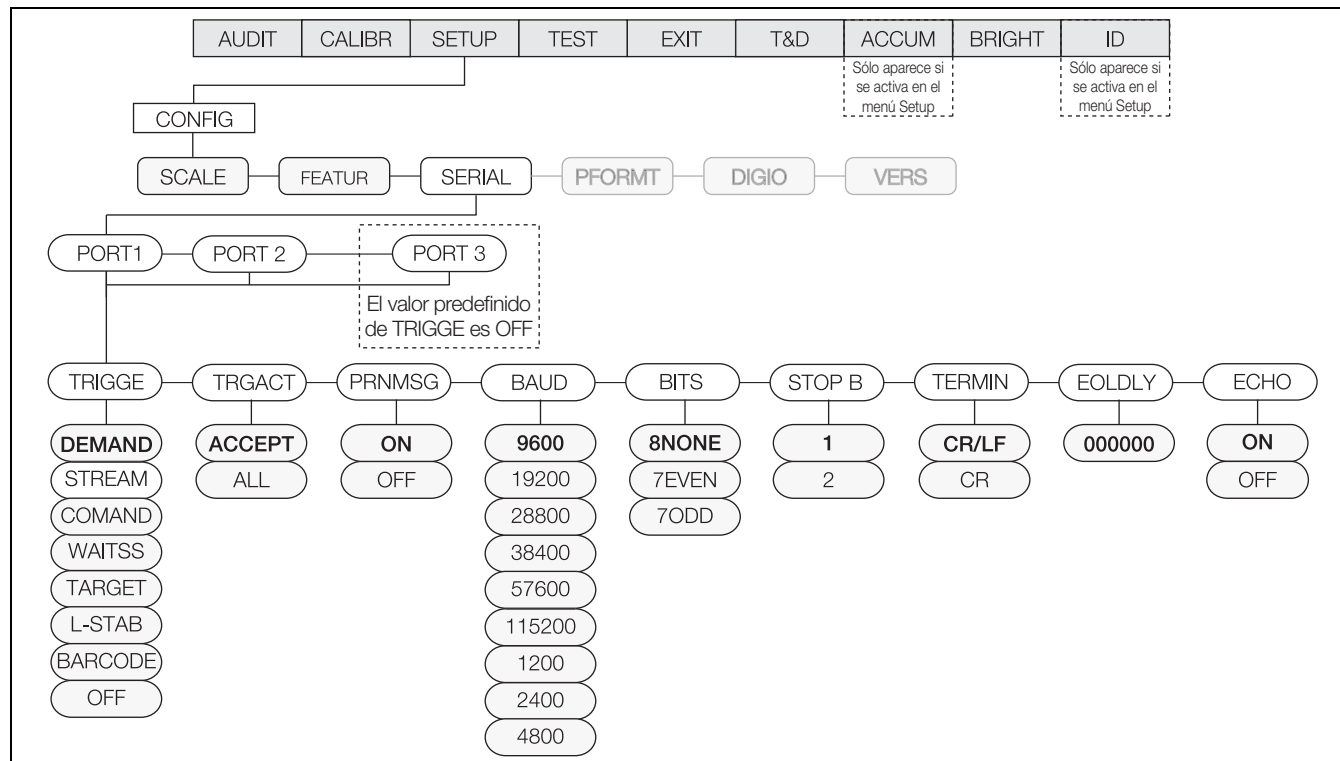 AUDIT CALIBR SETUP TEST EXIT T&D ACCUM BRIGHT ID
Sólo aparece si
se activa en el
menú Setup
Sólo aparece si
se activa en el
menú Setup
CONFIG
SCALE FEATUR SERIAL PFORMT DIGIO VERS
PORT1 PORT 2 PORT 3
El valor predefinido
de TRIGGE es OFF
TRIGGE TRGACT PRNMSG BAUD BITS STOP B TERMIN EOLDLY ECHO
DEMAND ACCEPT ON 9600 8NONE 1 CR/LF 000000 ON
STREAM ALL OFF 19200 7EVEN 2 CR OFF
COMAND 28800 7ODD
WAITSS 38400
TARGET 57600
L-STAB 115200
BARCODE 1200
OFF 2400
4800